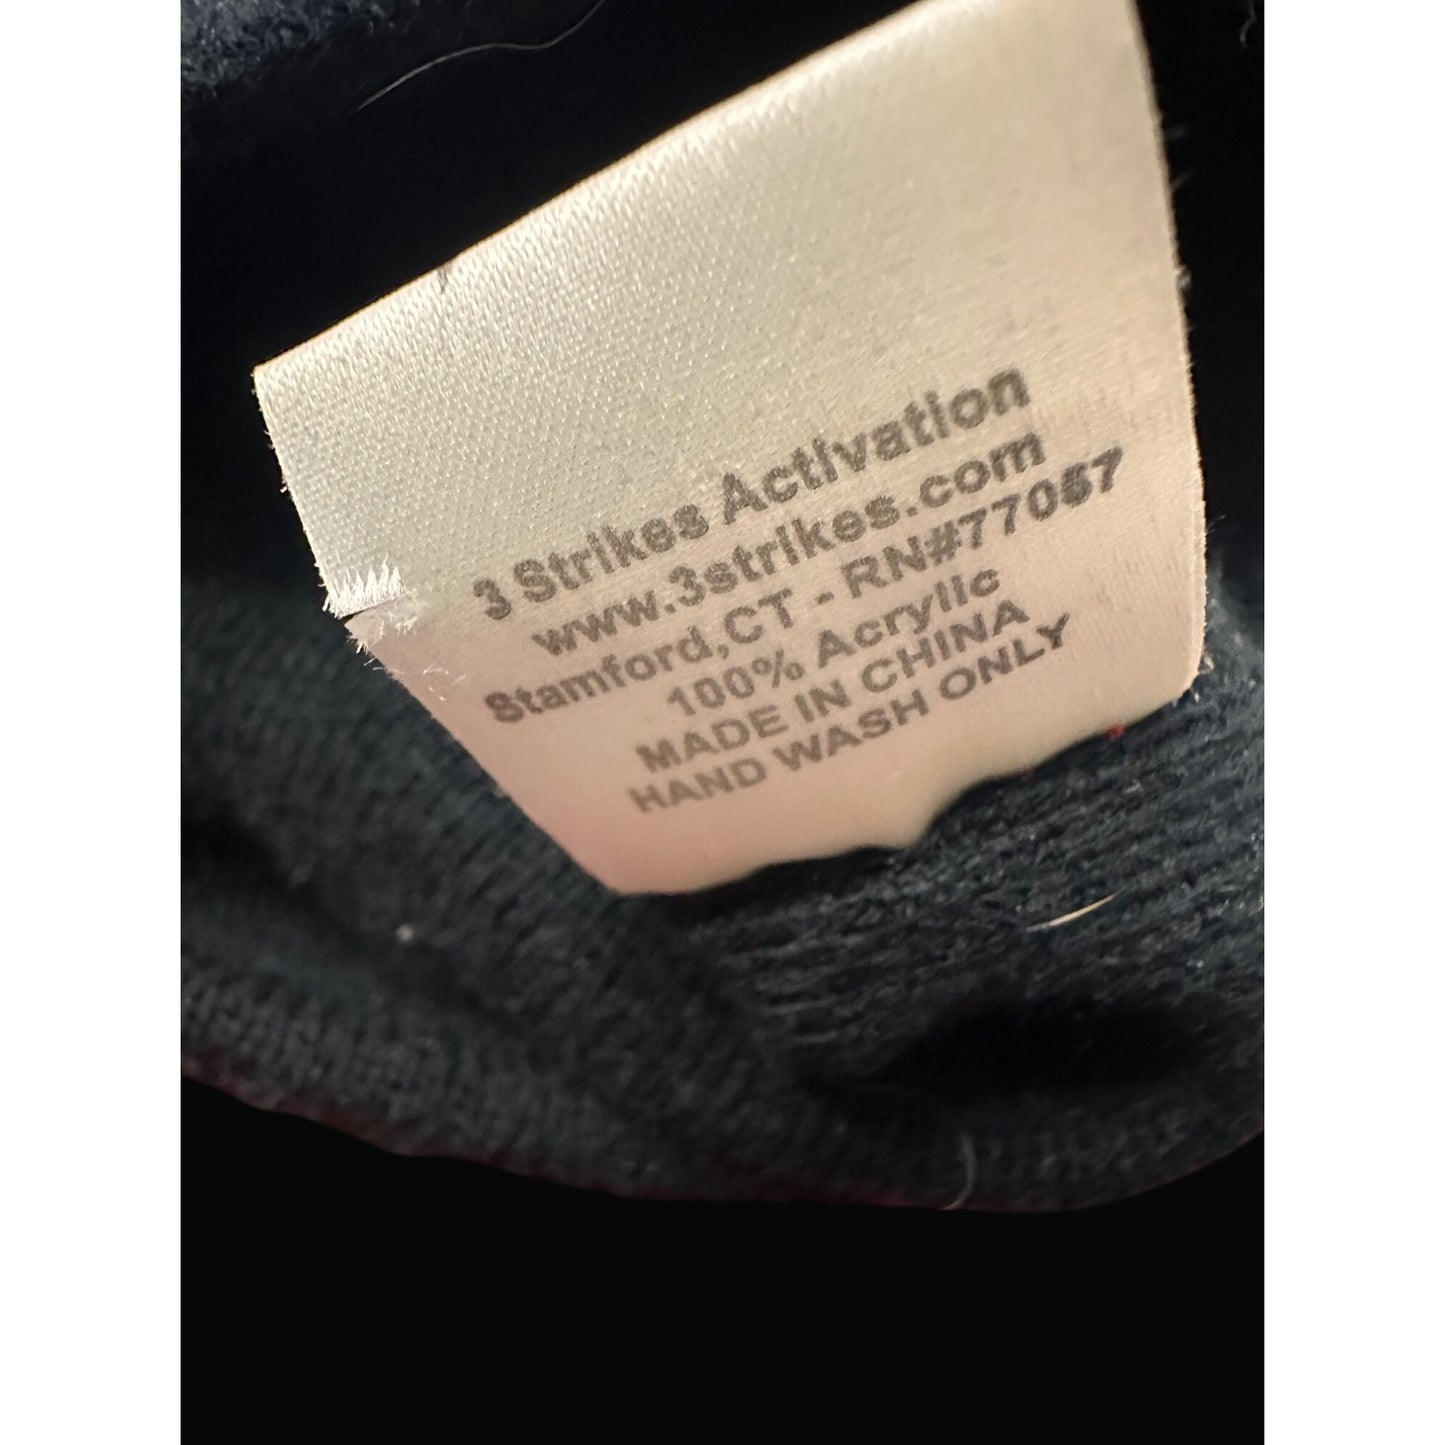 3 Strikes Activation
www.3strikes.com
Stamford,CT - RN#77057
100% Acrylic
MADE IN CHINA
HAND WASH ONLY